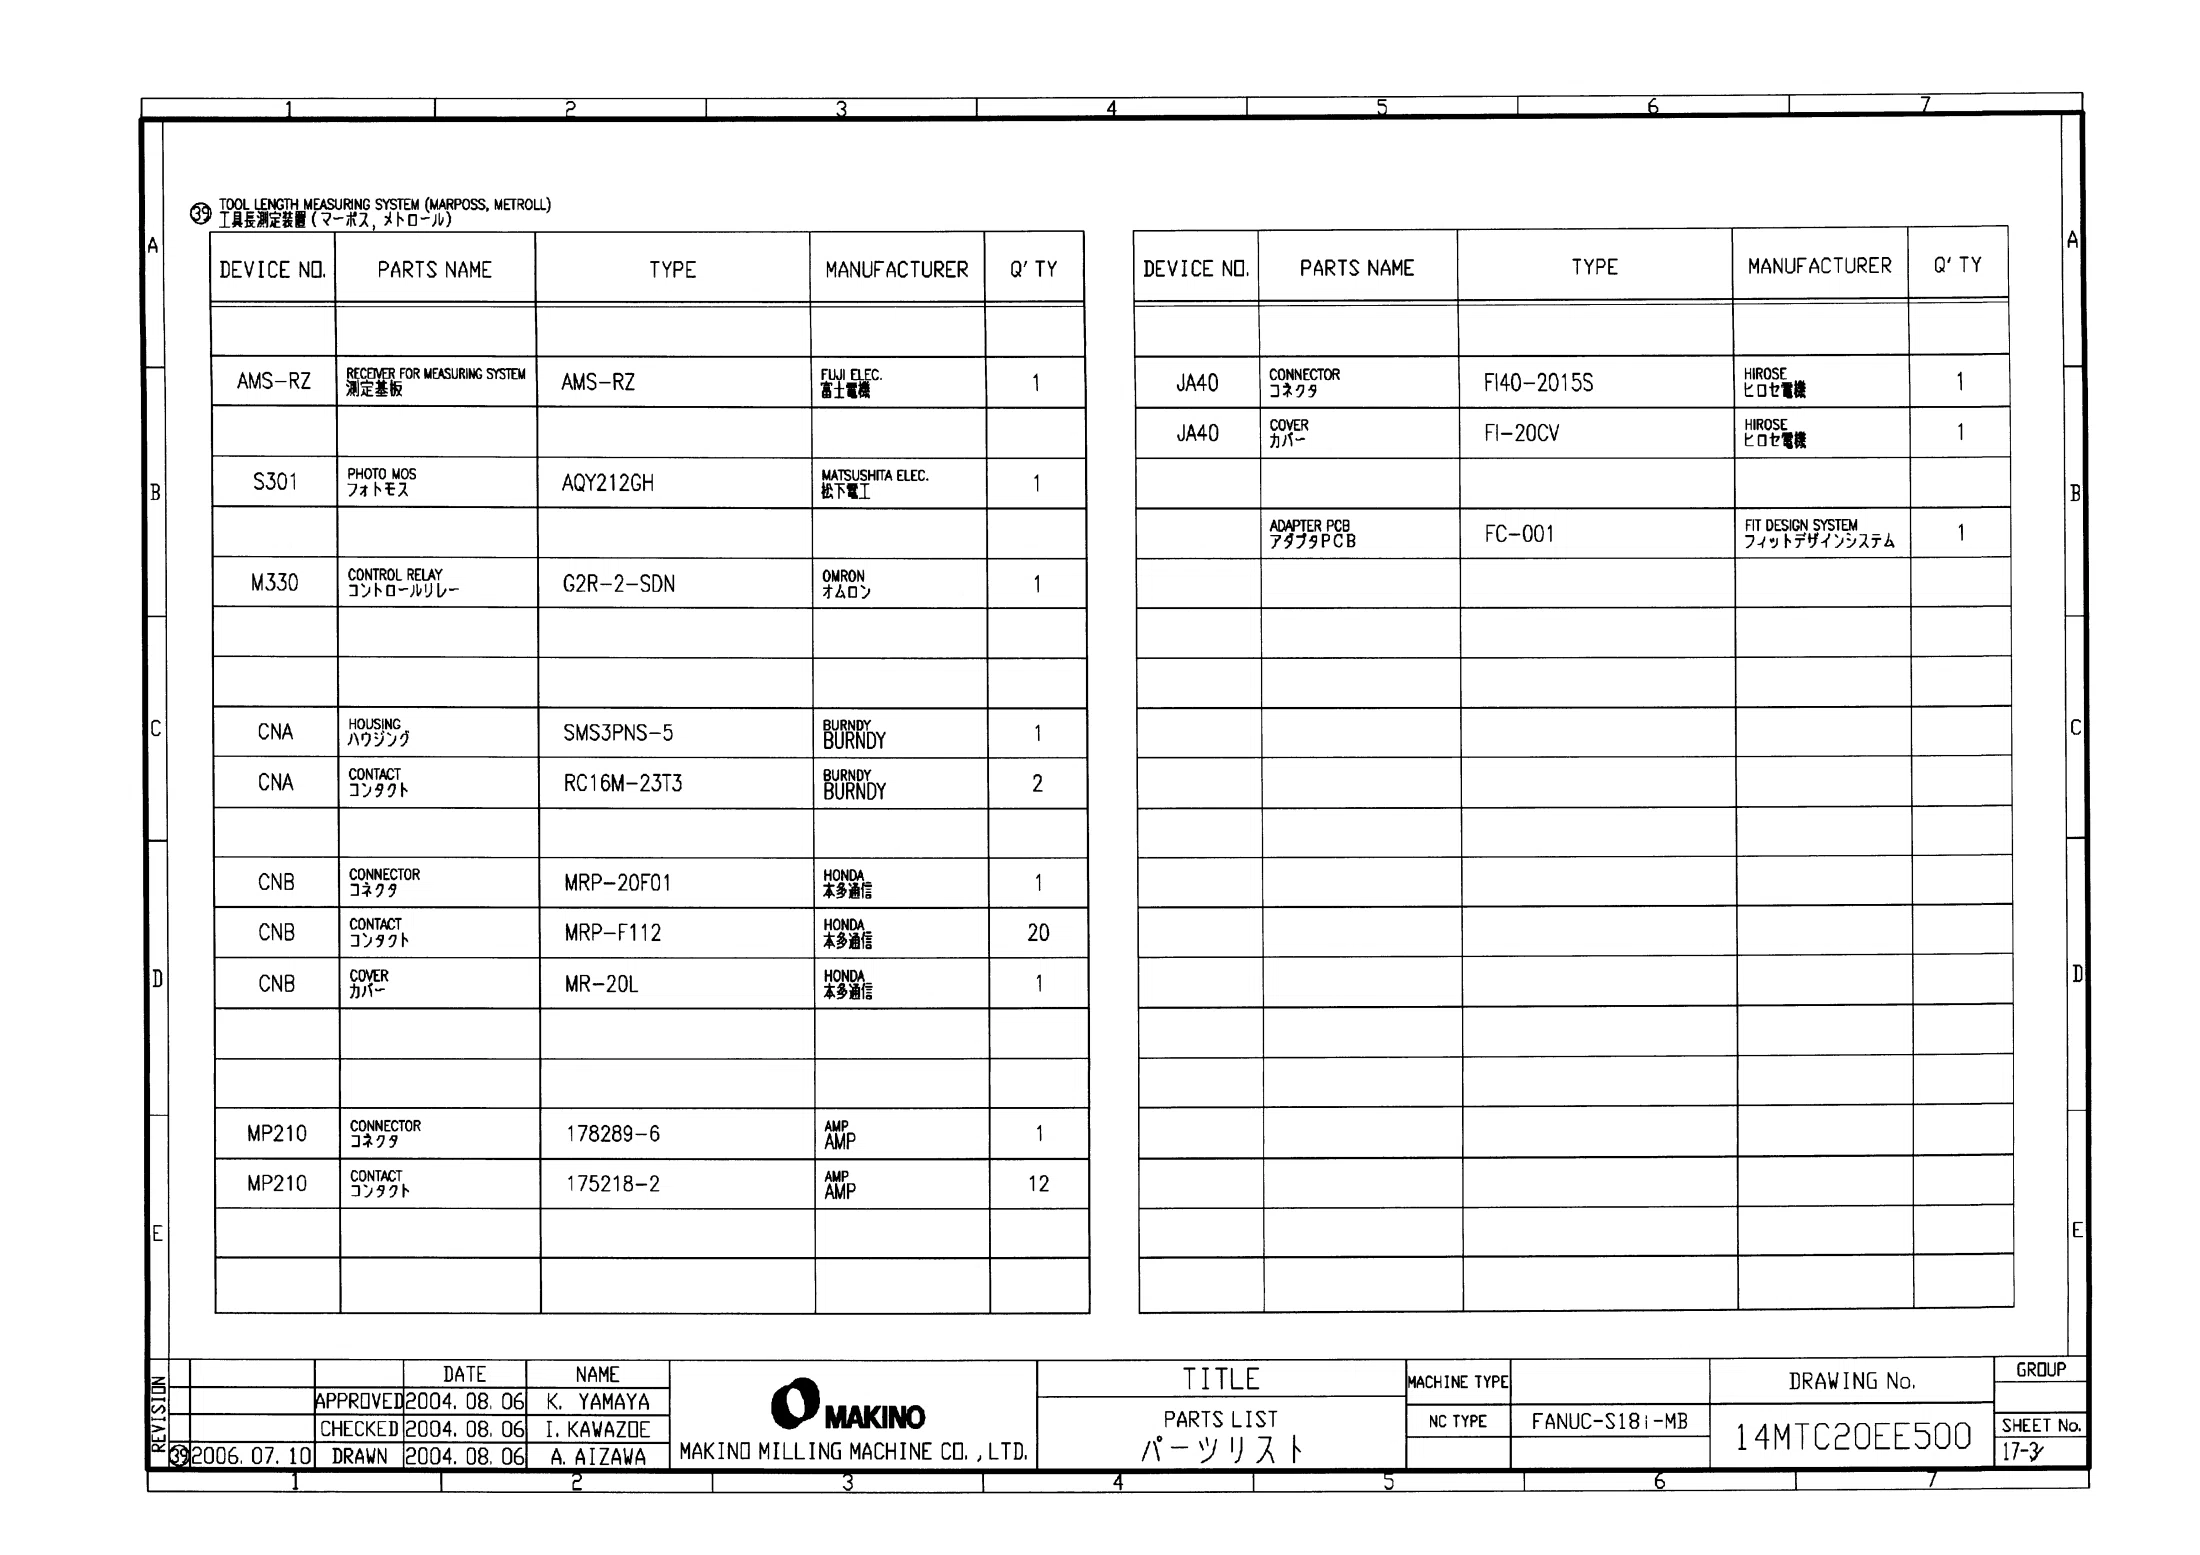 1 2 3 4 5 6 7
㊴ TOOL LENGTH MEASURING SYSTEM (MARPOSS, METROLL)
工具長測定装置(マーポス, メトロール)
DEVICE NO. PARTS NAME TYPE MANUFACTURER Q'TY
AMS-RZ RECEIVER FOR MEASURING SYSTEM 測定基板 AMS-RZ FUJI ELEC. 富士電機 1
S301 PHOTO MOS フォトモス AQY212GH MATSUSHITA ELEC. 松下電工 1
M330 CONTROL RELAY コントロールリレー G2R-2-SDN OMRON オムロン 1
CNA HOUSING ハウジング SMS3PNS-5 BURNDY BURNDY 1
CNA CONTACT コンタクト RC16M-23T3 BURNDY BURNDY 2
CNB CONNECTOR コネクタ MRP-20F01 HONDA 本多通信 1
CNB CONTACT コンタクト MRP-F112 HONDA 本多通信 20
CNB COVER カバー MR-20L HONDA 本多通信 1
MP210 CONNECTOR コネクタ 178289-6 AMP AMP 1
MP210 CONTACT コンタクト 175218-2 AMP AMP 12
DEVICE NO. PARTS NAME TYPE MANUFACTURER Q'TY
JA40 CONNECTOR コネクタ FI40-2015S HIROSE ヒロセ電機 1
JA40 COVER カバー FI-20CV HIROSE ヒロセ電機 1
ADAPTER PCB アダプタPCB FC-001 FIT DESIGN SYSTEM フィットデザインシステム 1
A A
B B
C C
D D
E E
REVISION
㊴ 2006. 07. 10
DATE NAME
APPROVED 2004. 08. 06 K. YAMAYA
CHECKED 2004. 08. 06 I. KAWAZOE
DRAWN 2004. 08. 06 A. AIZAWA
MAKINO
MAKINO MILLING MACHINE CO. , LTD.
TITLE
PARTS LIST
パーツリスト
MACHINE TYPE
NC TYPE FANUC-S18i-MB
DRAWING No.
14MTC20EE500
GROUP
SHEET No.
17-3
1 2 3 4 5 6 7